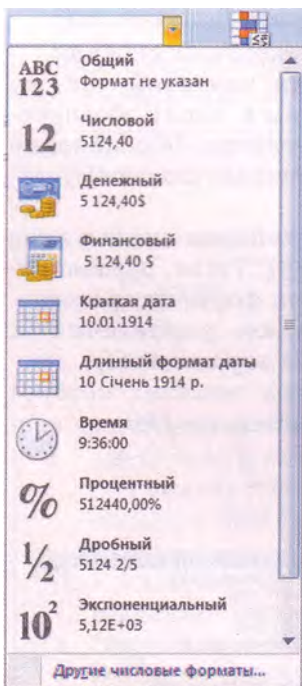 ABC
123
Общий
Формат не указан
12
Числовой
5124,40
Денежный
5 124,40$
Финансовый
5 124,40 $
Краткая дата
10.01.1914
Длинный формат даты
10 Січень 1914 р.
Время
9:36:00
%
Процентный
512440,00%
1/2
Дробный
5124 2/5
10²
Экспоненциальный
5,12E+03
Другие числовые форматы...